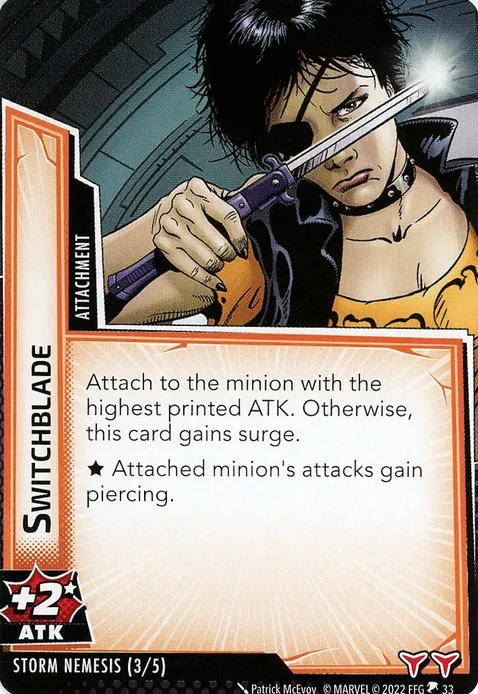 ATTACHMENT
SWITCHBLADE
Attach to the minion with the
highest printed ATK. Otherwise,
this card gains surge.
★ Attached minion's attacks gain
piercing.
+2★
ATK
STORM NEMESIS (3/5)
Patrick McEvoy © MARVEL © 2022 FFG 33